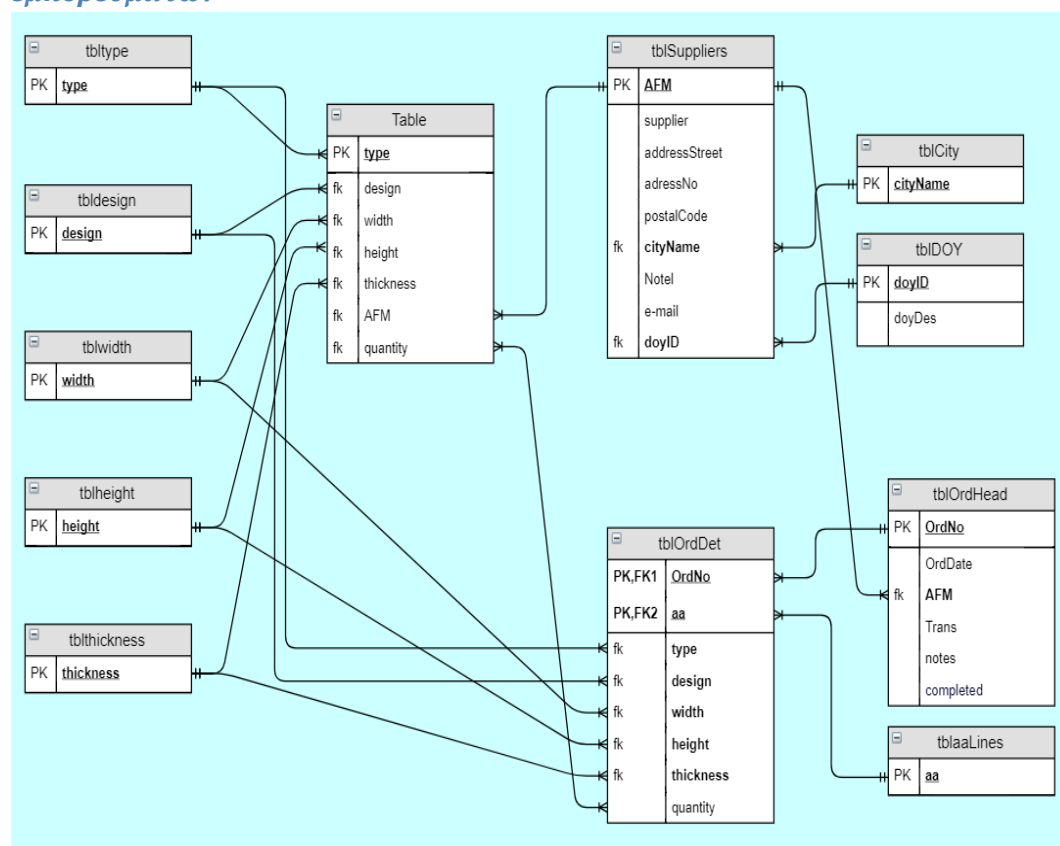 εμπορευμάτων:
tbltype
PK type
tbldesign
PK design
tblwidth
PK width
tblheight
PK height
tblthickness
PK thickness
Table
PK type
fk design
fk width
fk height
fk thickness
fk AFM
fk quantity
tblSuppliers
PK AFM
supplier
addressStreet
adressNo
postalCode
fk cityName
Notel
e-mail
fk doyID
tblCity
PK cityName
tblDOY
PK doyID
doyDes
tblOrdDet
PK,FK1 OrdNo
PK,FK2 aa
fk type
fk design
fk width
fk height
fk thickness
quantity
tblOrdHead
PK OrdNo
OrdDate
fk AFM
Trans
notes
completed
tblaaLines
PK aa